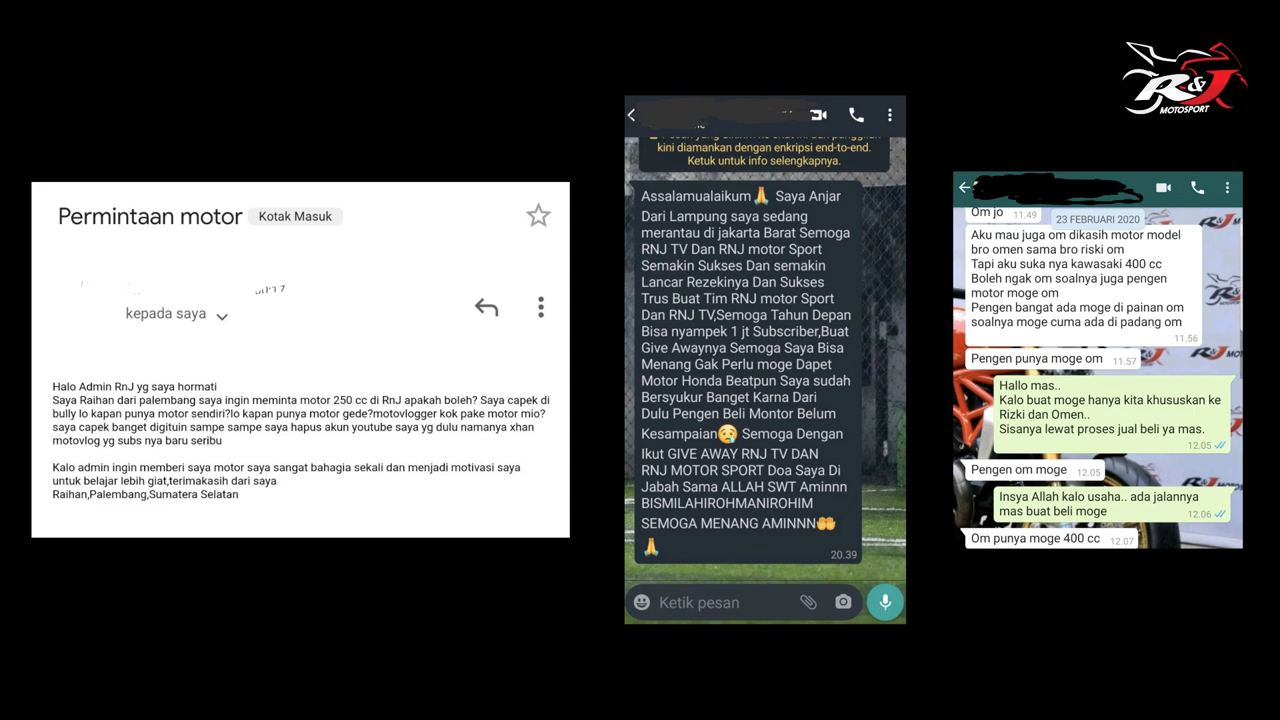 R&J
MOTOSPORT
Permintaan motor
Kotak Masuk
kepada saya
Halo Admin RnJ yg saya hormati
Saya Raihan dari palembang saya ingin meminta motor 250 cc di RnJ apakah boleh? Saya capek di
bully lo kapan punya motor sendiri?lo kapan punya motor gede?motovlogger kok pake motor mio?
saya capek banget digituin sampe sampe saya hapus akun youtube saya yg dulu namanya xhan
motovlog yg subs nya baru seribu
Kalo admin ingin memberi saya motor saya sangat bahagia sekali dan menjadi motivasi saya
untuk belajar lebih giat,terimakasih dari saya
Raihan,Palembang,Sumatera Selatan
kini diamankan dengan enkripsi end-to-end.
Ketuk untuk info selengkapnya.
Assalamualaikum🙏 Saya Anjar
Dari Lampung saya sedang
merantau di jakarta Barat Semoga
RNJ TV Dan RNJ motor Sport
Semakin Sukses Dan semakin
Lancar Rezekinya Dan Sukses
Trus Buat Tim RNJ motor Sport
Dan RNJ TV,Semoga Tahun Depan
Bisa nyampek 1 jt Subscriber,Buat
Give Awaynya Semoga Saya Bisa
Menang Gak Perlu moge Dapet
Motor Honda Beatpun Saya sudah
Bersyukur Banget Karna Dari
Dulu Pengen Beli Montor Belum
Kesampaian😥 Semoga Dengan
Ikut GIVE AWAY RNJ TV DAN
RNJ MOTOR SPORT Doa Saya Di
Jabah Sama ALLAH SWT Aminnn
BISMILAHIROHMANIROHIM
SEMOGA MENANG AMINNN🤲
🙏
20.39
Ketik pesan
Om jo 11.49
23 FEBRUARI 2020
Aku mau juga om dikasih motor model
bro omen sama bro riski om
Tapi aku suka nya kawasaki 400 cc
Boleh ngak om soalnya juga pengen
motor moge om
Pengen bangat ada moge di painan om
soalnya moge cuma ada di padang om
11.56
Pengen punya moge om 11.57
Hallo mas..
Kalo buat moge hanya kita khususkan ke
Rizki dan Omen..
Sisanya lewat proses jual beli ya mas.
12.05
Pengen om moge 12.05
Insya Allah kalo usaha.. ada jalannya
mas buat beli moge
12.06
Om punya moge 400 cc 12.07